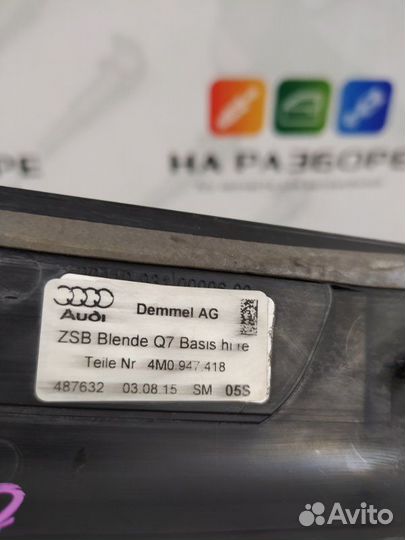 НА РАЗБОРЕ
Audi
Demmel AG
ZSB Blende Q7 Basis
Teile Nr 4M0 947 418
487632 03.08.15 SM 05S
Avito